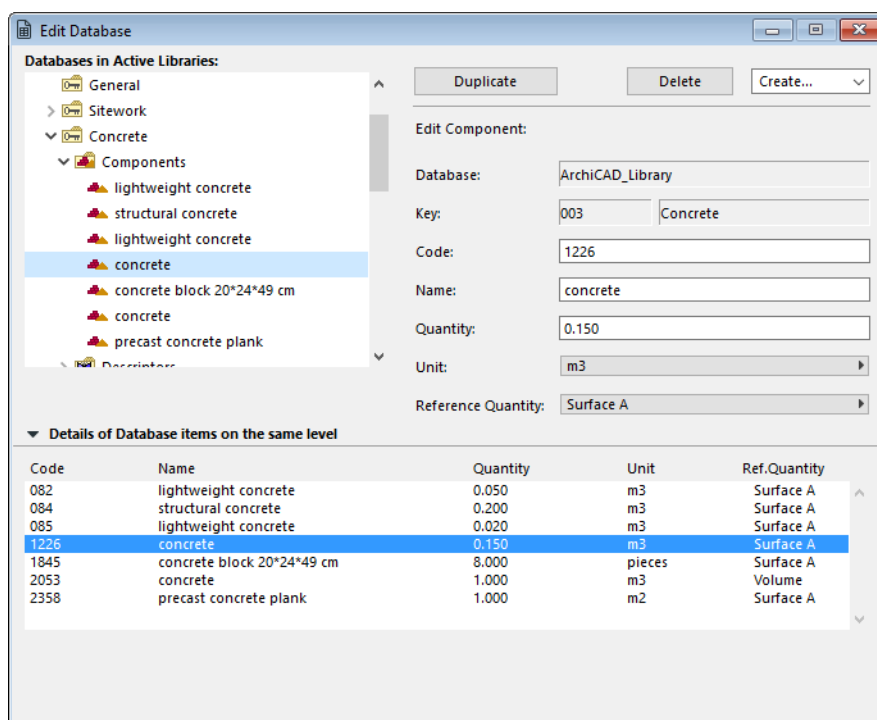 Edit Database
Databases in Active Libraries:
General
Sitework
Concrete
Components
lightweight concrete
structural concrete
lightweight concrete
concrete
concrete block 20*24*49 cm
concrete
precast concrete plank
Descriptors
Duplicate Delete Create...
Edit Component:
Database: ArchiCAD_Library
Key: 003 Concrete
Code: 1226
Name: concrete
Quantity: 0.150
Unit: m3
Reference Quantity: Surface A
Details of Database items on the same level
Code Name Quantity Unit Ref.Quantity
082 lightweight concrete 0.050 m3 Surface A
084 structural concrete 0.200 m3 Surface A
085 lightweight concrete 0.020 m3 Surface A
1226 concrete 0.150 m3 Surface A
1845 concrete block 20*24*49 cm 8.000 pieces Surface A
2053 concrete 1.000 m3 Volume
2358 precast concrete plank 1.000 m2 Surface A